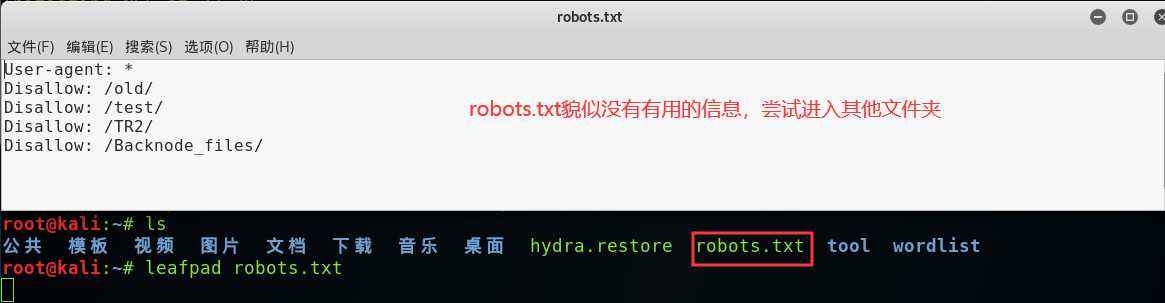 robots.txt
文件(F) 编辑(E) 搜索(S) 选项(O) 帮助(H)
User-agent: *
Disallow: /old/
Disallow: /test/
Disallow: /TR2/
Disallow: /Backnode_files/
robots.txt貌似没有有用的信息，尝试进入其他文件夹
root@kali:~# ls
公共 模板 视频 图片 文档 下载 音乐 桌面 hydra.restore robots.txt tool wordlist
root@kali:~# leafpad robots.txt